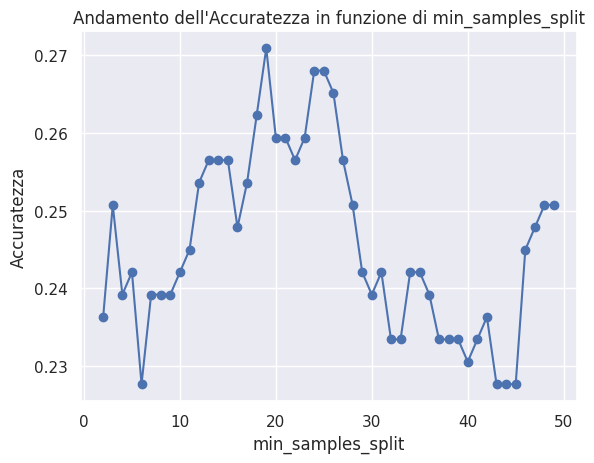 Andamento dell'Accuratezza in funzione di min_samples_split
0.27
0.26
0.25
0.24
0.23
Accuratezza
0 10 20 30 40 50
min_samples_split